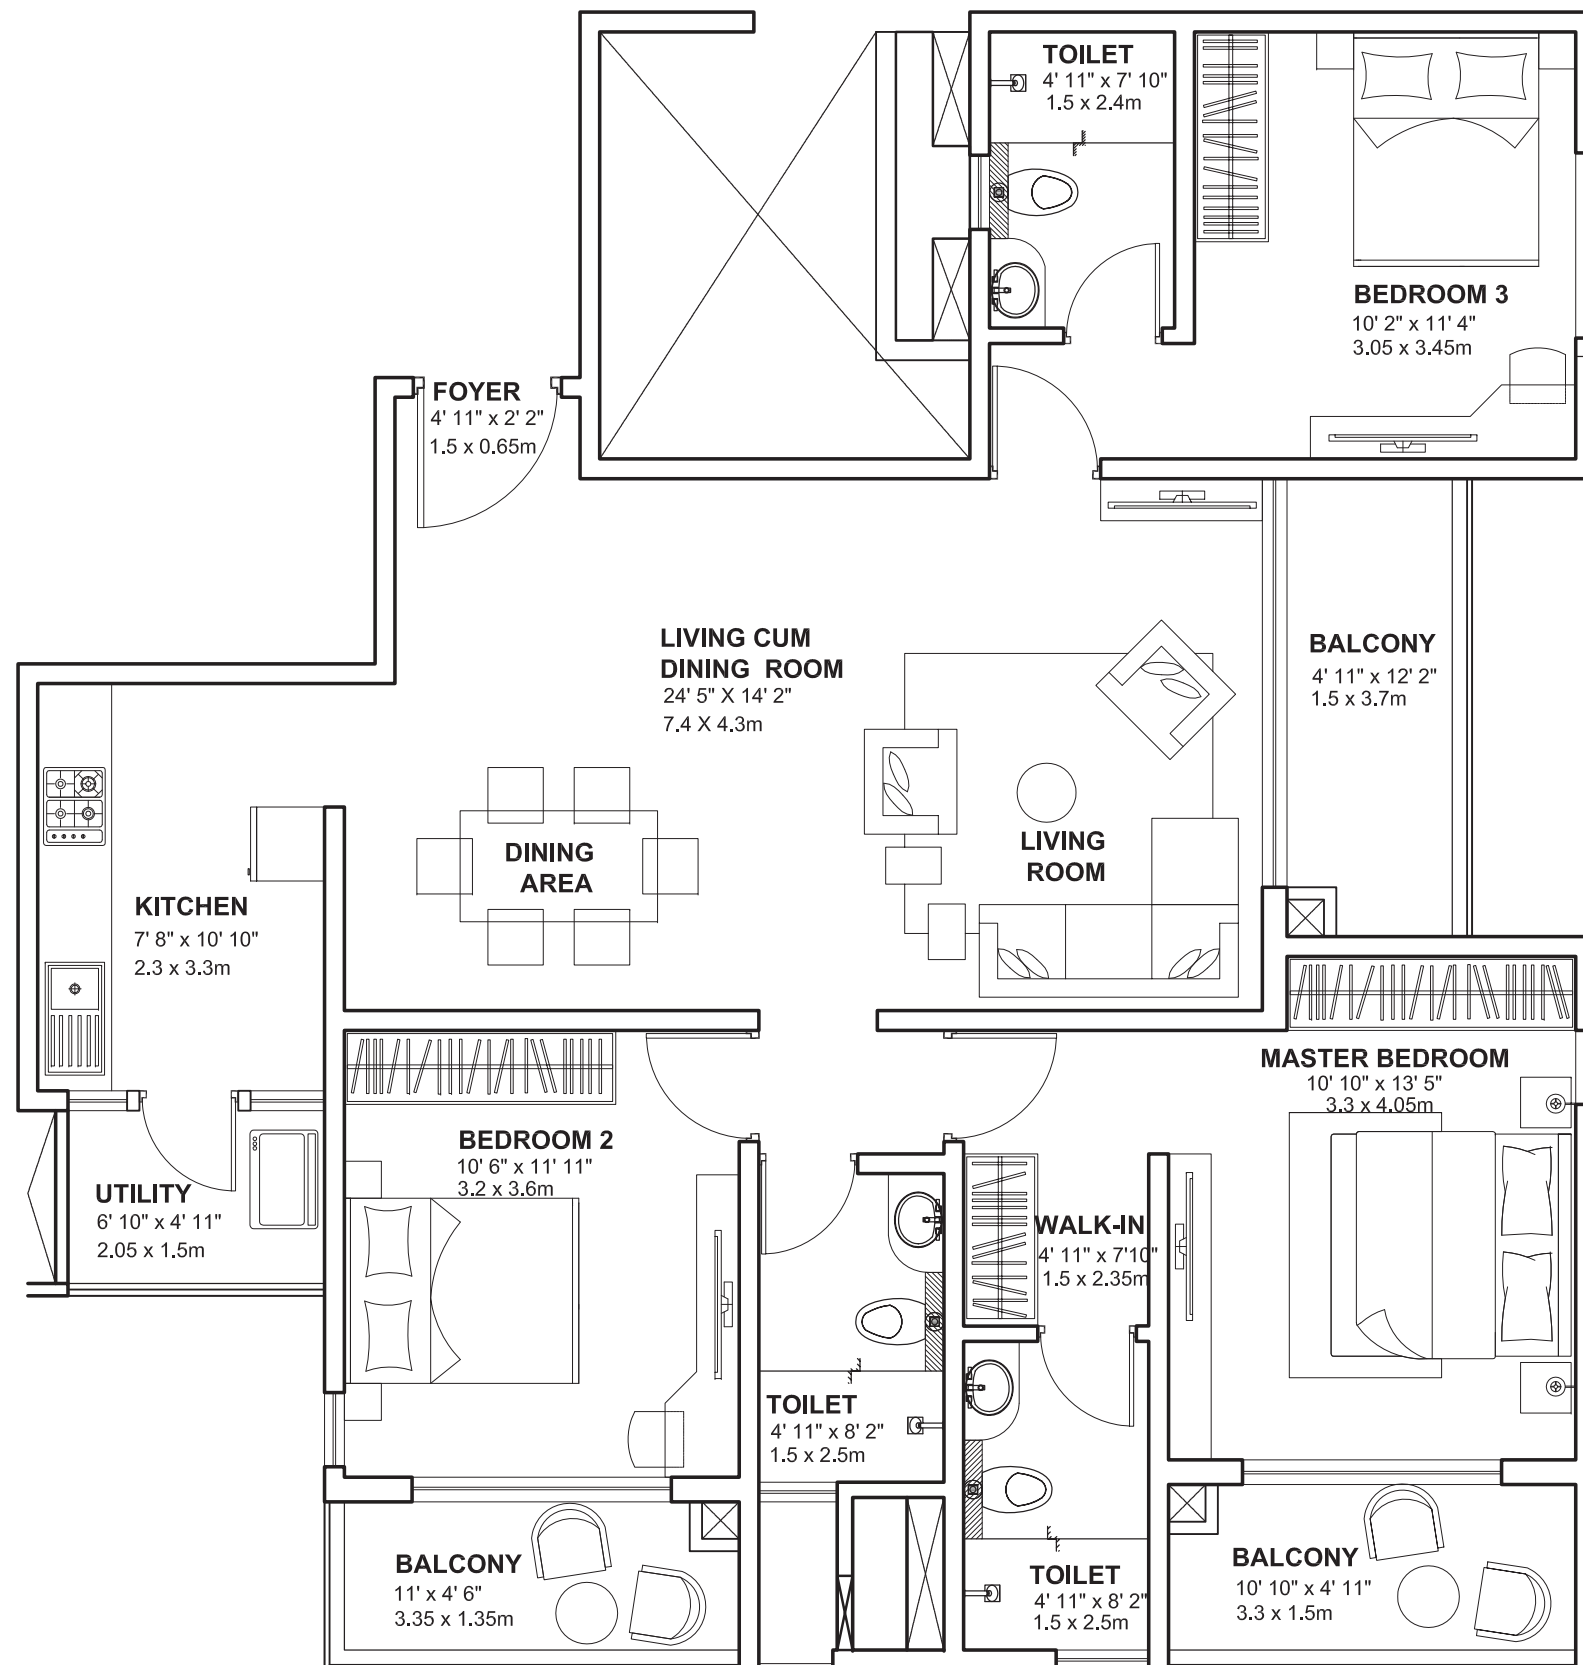 TOILET
4' 11" x 7' 10"
1.5 x 2.4m
BEDROOM 3
10' 2" x 11' 4"
3.05 x 3.45m
FOYER
4' 11" x 2' 2"
1.5 x 0.65m
LIVING CUM
DINING ROOM
24' 5" X 14' 2"
7.4 X 4.3m
BALCONY
4' 11" x 12' 2"
1.5 x 3.7m
DINING
AREA
LIVING
ROOM
KITCHEN
7' 8" x 10' 10"
2.3 x 3.3m
MASTER BEDROOM
10' 10" x 13' 5"
3.3 x 4.05m
BEDROOM 2
10' 6" x 11' 11"
3.2 x 3.6m
UTILITY
6' 10" x 4' 11"
2.05 x 1.5m
WALK-IN
4' 11" x 7'10"
1.5 x 2.35m
TOILET
4' 11" x 8' 2"
1.5 x 2.5m
BALCONY
11' x 4' 6"
3.35 x 1.35m
TOILET
4' 11" x 8' 2"
1.5 x 2.5m
BALCONY
10' 10" x 4' 11"
3.3 x 1.5m